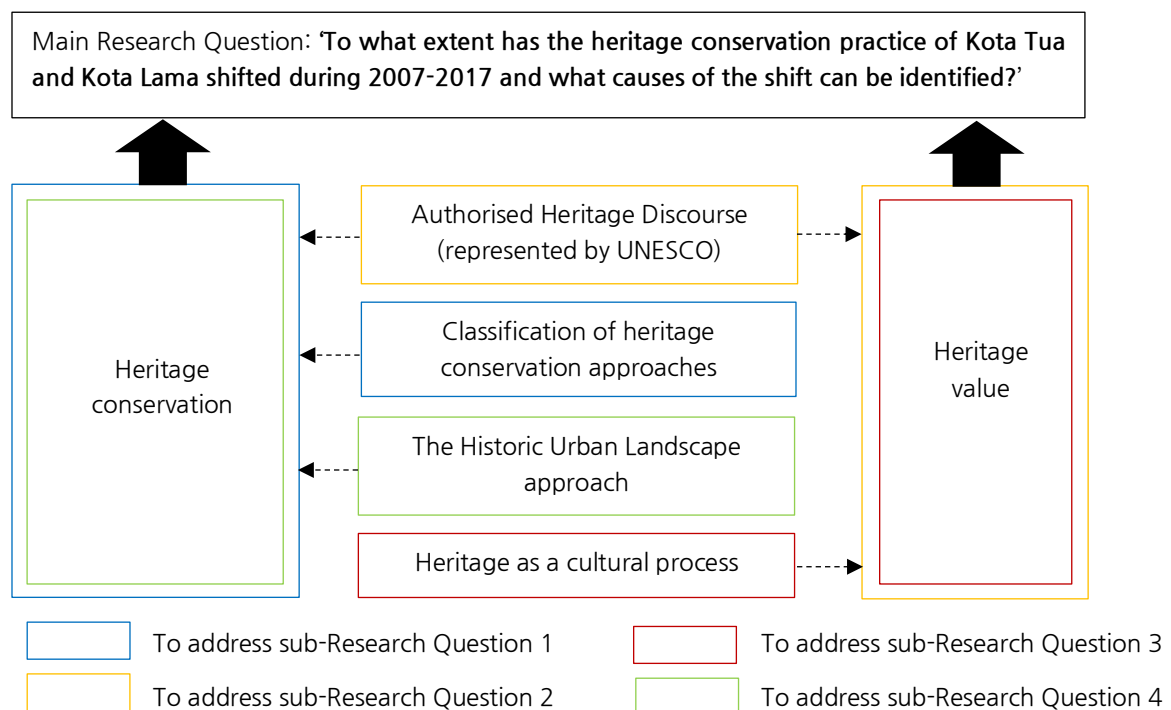 Main Research Question: ‘To what extent has the heritage conservation practice of Kota Tua
and Kota Lama shifted during 2007-2017 and what causes of the shift can be identified?’
Authorised Heritage Discourse
(represented by UNESCO)
Classification of heritage
conservation approaches
Heritage
conservation
Heritage
value
The Historic Urban Landscape
approach
Heritage as a cultural process
To address sub-Research Question 1
To address sub-Research Question 3
To address sub-Research Question 2
To address sub-Research Question 4